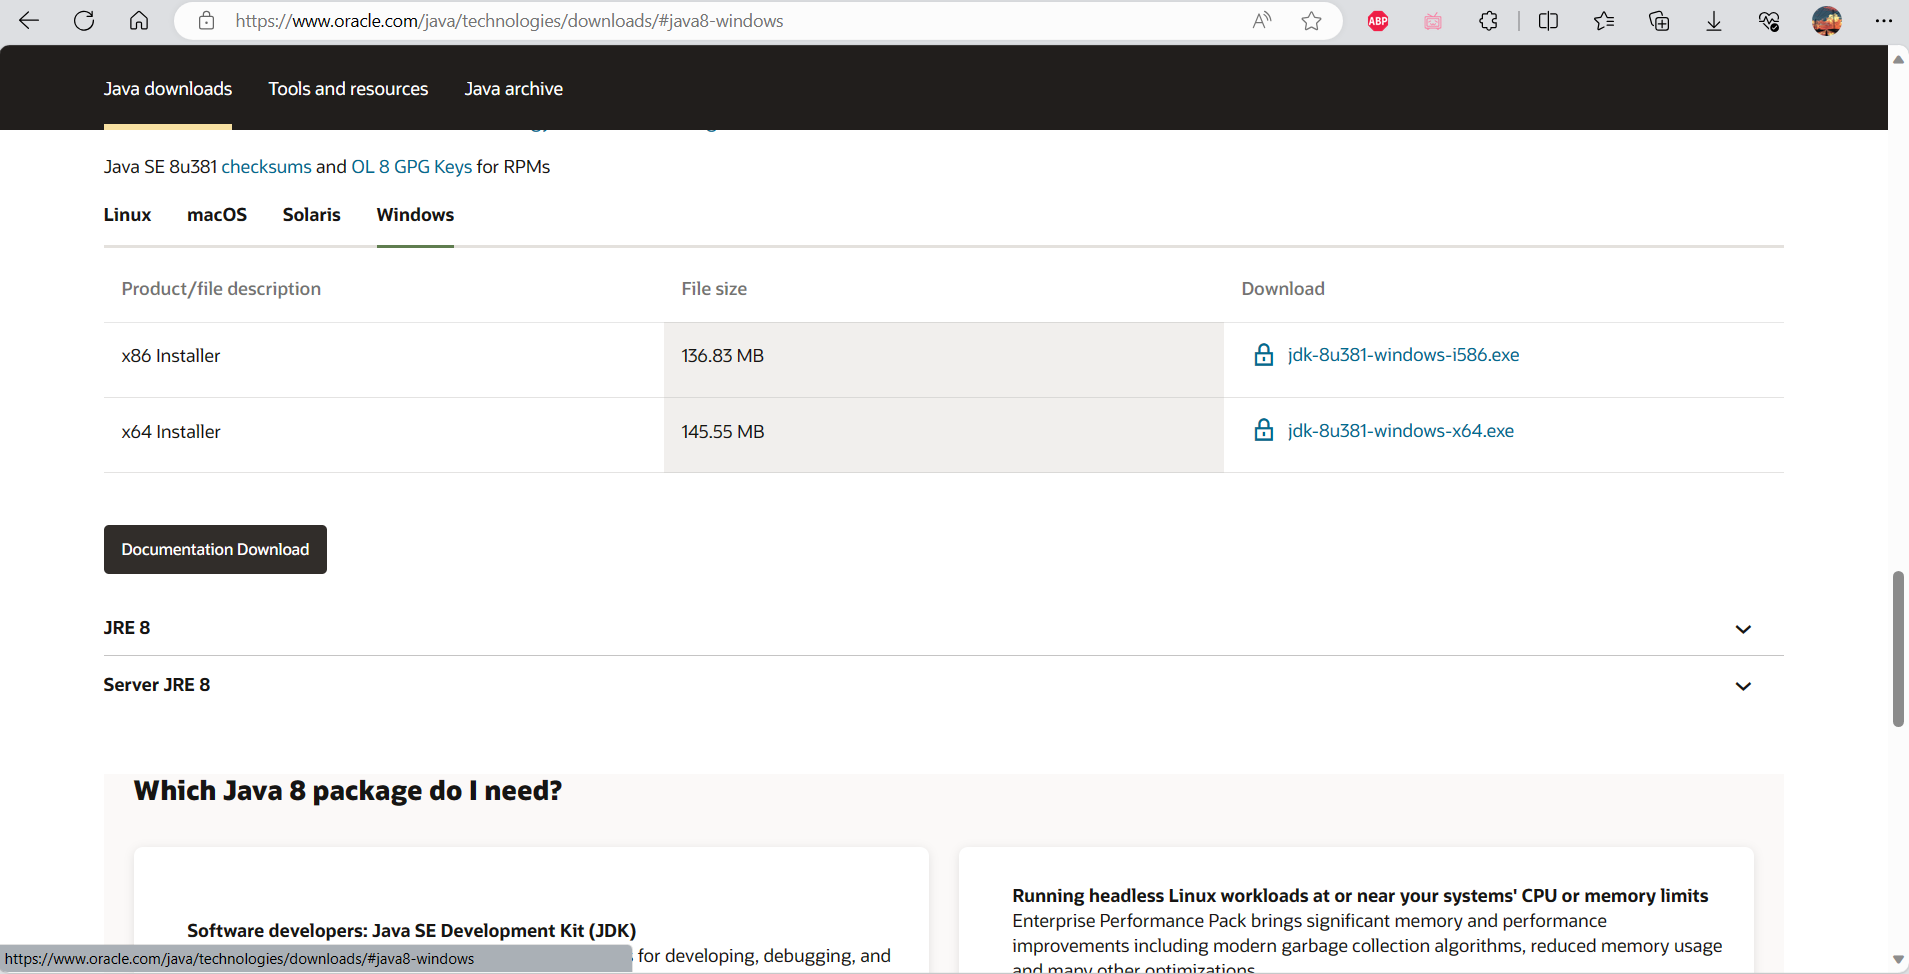 https://www.oracle.com/java/technologies/downloads/#java8-windows
ABP
Java downloads Tools and resources Java archive
Java SE 8u381 checksums and OL 8 GPG Keys for RPMs
Linux macOS Solaris Windows
Product/file description File size Download
x86 Installer 136.83 MB jdk-8u381-windows-i586.exe
x64 Installer 145.55 MB jdk-8u381-windows-x64.exe
Documentation Download
JRE 8
Server JRE 8
Which Java 8 package do I need?
Software developers: Java SE Development Kit (JDK)
for developing, debugging, and
Running headless Linux workloads at or near your systems' CPU or memory limits
Enterprise Performance Pack brings significant memory and performance
improvements including modern garbage collection algorithms, reduced memory usage
and many other optimizations.
https://www.oracle.com/java/technologies/downloads/#java8-windows